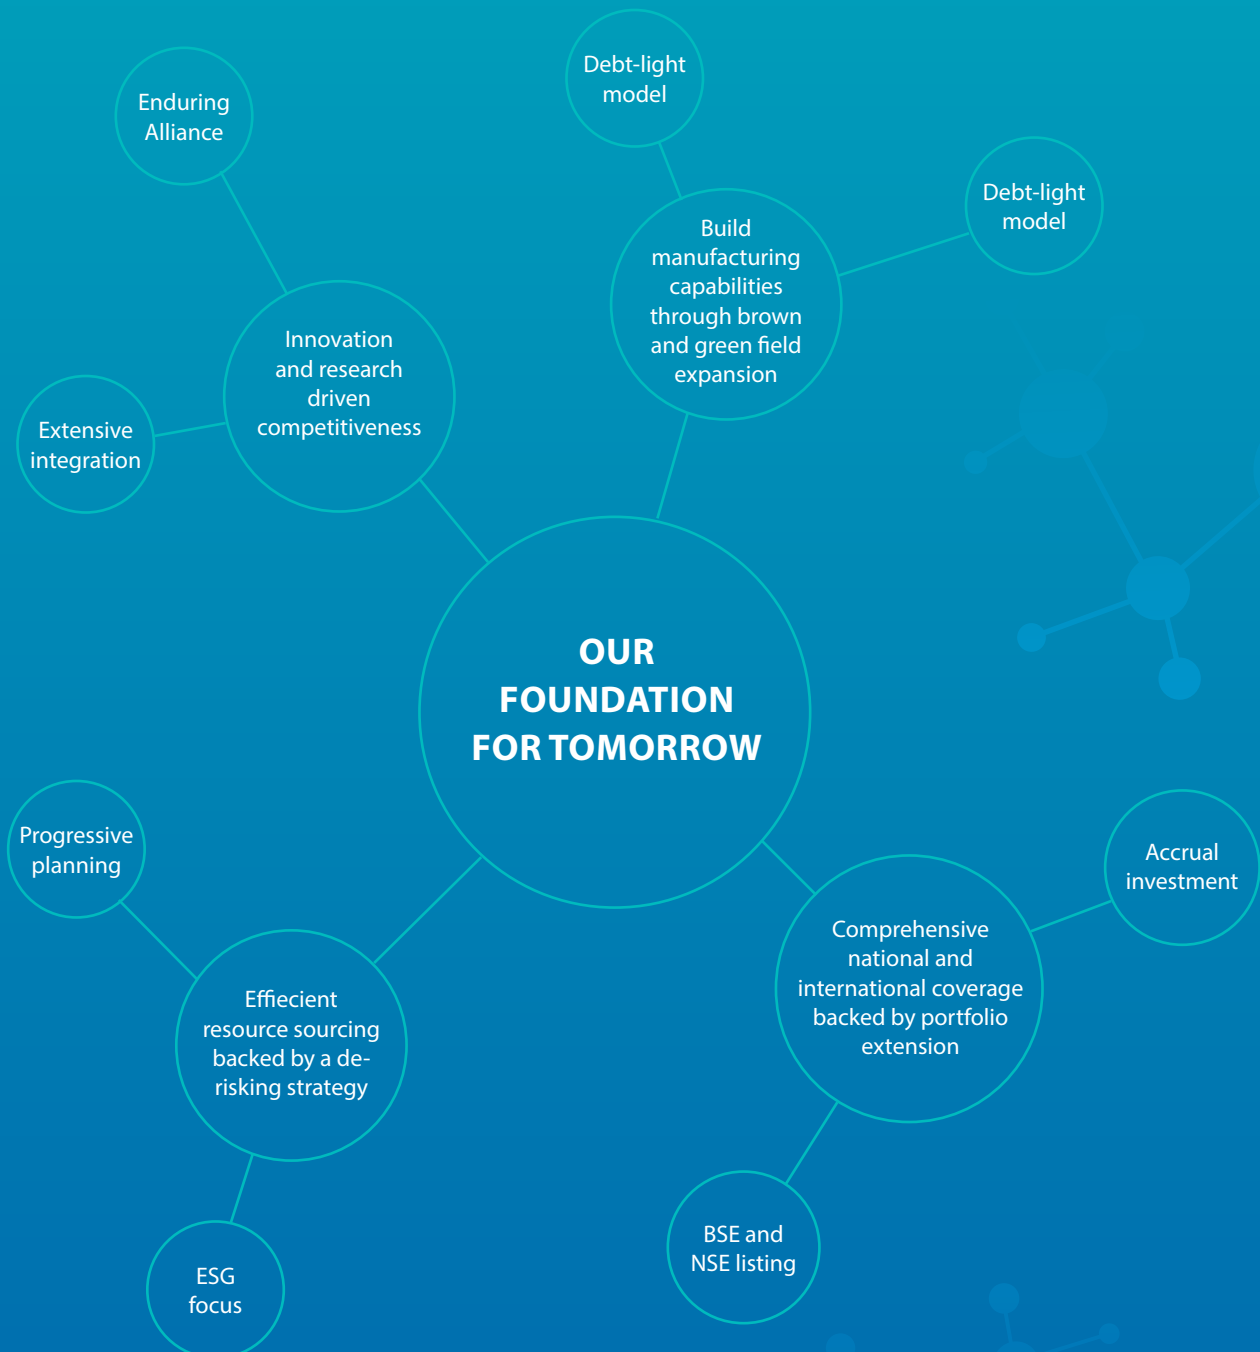 Debt-light
model
Enduring
Alliance
Debt-light
model
Build
manufacturing
capabilities
through brown
and green field
expansion
Innovation
and research
driven
competitiveness
Extensive
integration
OUR
FOUNDATION
FOR TOMORROW
Progressive
planning
Accrual
investment
Comprehensive
national and
international coverage
backed by portfolio
extension
Effiecient
resource sourcing
backed by a de-
risking strategy
BSE and
NSE listing
ESG
focus